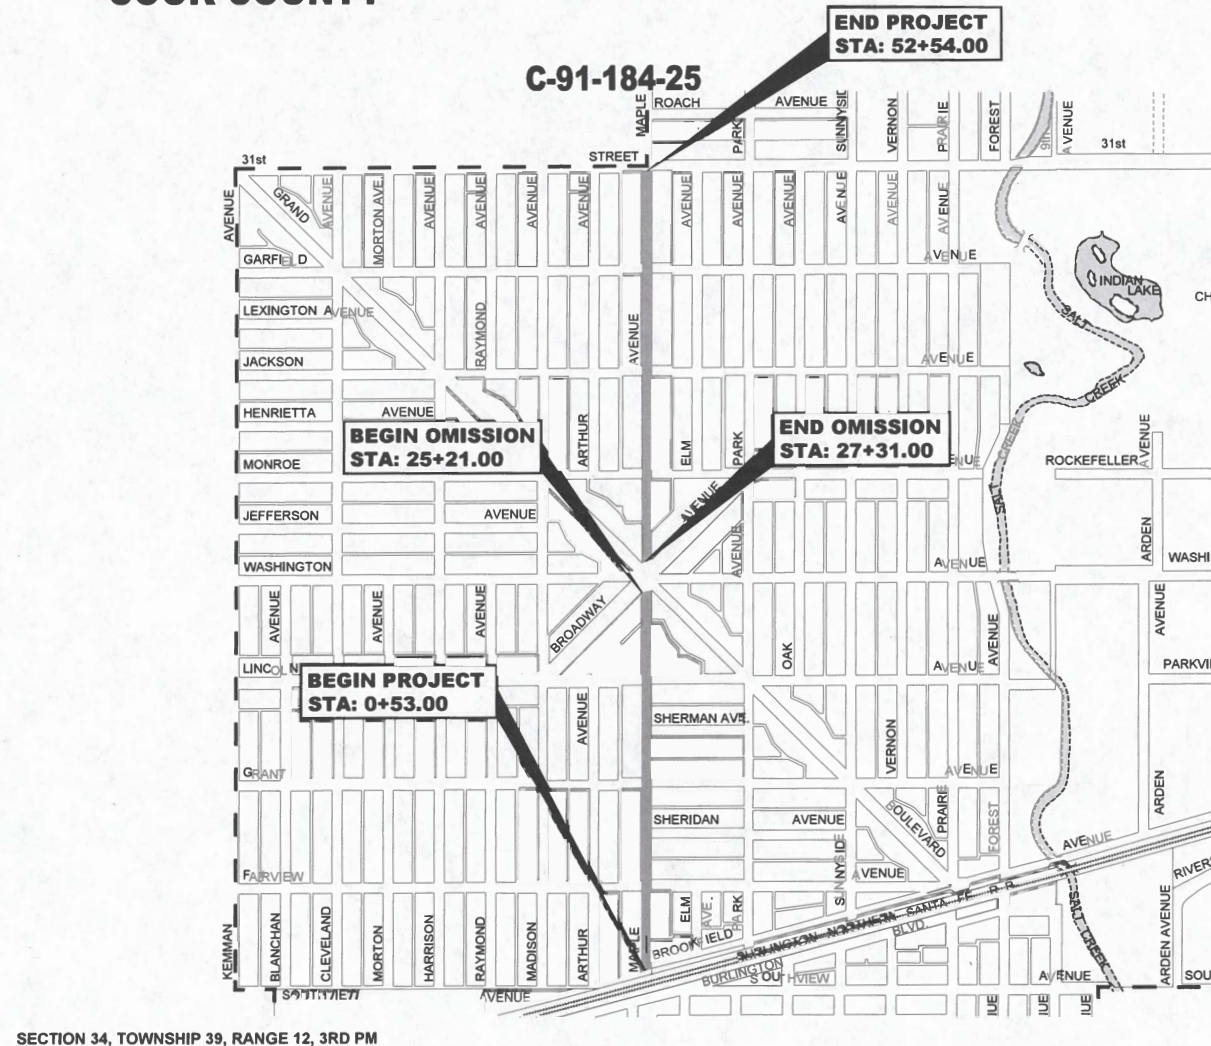 COOK COUNTY
END PROJECT
STA: 52+54.00
C-91-184-25
MAPLE
ROACH
AVENUE
PARK
VERNON
PRAIRIE
FOREST
AVENUE
31st
STREET
31st
AVENUE
GRAND
AVENUE
MORTON AVE.
AVENUE
AVENUE
AVENUE
AVENUE
AVENUE
AVENUE
AVENUE
AVENUE
AVENUE
AVENUE
GARFIELD
AVENUE
INDIAN
LAKE
CH
LEXINGTON AVENUE
RAYMOND
AVENUE
SALT
JACKSON
AVENUE
CREEK
HENRIETTA
AVENUE
BEGIN OMISSION
STA: 25+21.00
ARTHUR
ELM
PARK
END OMISSION
STA: 27+31.00
CREEK
AVENUE
MONROE
ROCKEFELLER
JEFFERSON
AVENUE
AVENUE
SALT
ARDEN
AVENUE
WASHINGTON
AVENUE
WASHI
AVENUE
AVENUE
AVENUE
BROADWAY
OAK
AVENUE
AVENUE
LINCOLN
AVENUE
PARKVI
BEGIN PROJECT
STA: 0+53.00
AVENUE
SHERMAN AVE.
VERNON
GRANT
AVENUE
ARDEN
SHERIDAN
AVENUE
BOULEVARD
PRAIRE
FOREST
AVENUE
FAIRVIEW
AVENUE
RIVER
KEMMAN
BLANCHAN
CLEVELAND
MORTON
HARRISON
RAYMOND
MADISON
ARTHUR
MAPLE
ELM
AVE.
PARK
BROOKFIELD
BURLINGTON NORTHERN SANTA FE R R
BLVD.
BURLINGTON
SOUTHVIEW
SALT
CREEK
AVENUE
ARDEN AVENUE
SOU
AVENUE
UE
UE
UE
SECTION 34, TOWNSHIP 39, RANGE 12, 3RD PM